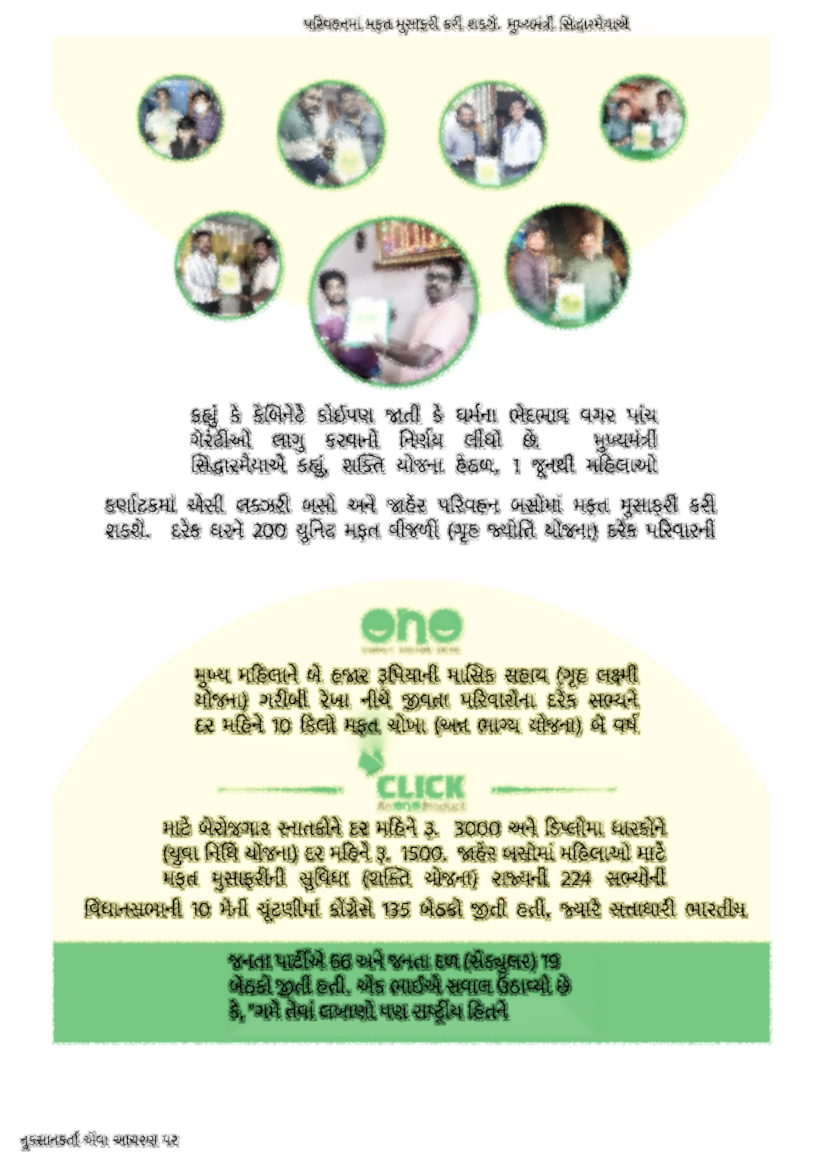 પરિવહનમાં મફત મુસાફરી કરી શકશે. મુખ્યમંત્રી સિદ્ધારમૈયાએ
કહ્યું કે કેબિનેટે કોઈપણ જાતી કે ધર્મના ભેદભાવ વગર પાંચ
ગેરંટીઓ લાગુ કરવાનો નિર્ણય લીધો છે મુખ્યમંત્રી
સિદ્ધારમૈયાએ કહ્યું, શક્તિ યોજના હેઠળ, 1 જૂનથી મહિલાઓ
કર્ણાટકમાં એસી લક્ઝરી બસો અને જાહેર પરિવહન બસોમાં મફત મુસાફરી કરી
શકશે. દરેક ઘરને 200 યુનિટ મફત વીજળી (ગૃહ જ્યોતિ યોજના) દરેક પરિવારની
ono
મુખ્ય મહિલાને બે હજાર રૂપિયાની માસિક સહાય (ગૃહ લક્ષ્મી
યોજના) ગરીબી રેખા નીચે જીવતા પરિવારોના દરેક સભ્યને
દર મહિને 10 કિલો મફત ચોખા (અન્ન ભાગ્ય યોજના) બે વર્ષ
CLICK
An ono Product
માટે બેરોજગાર સ્નાતકોને દર મહિને રૂ. 3000 અને ડિપ્લોમા ધારકોને
(યુવા નિધિ યોજના) દર મહિને રૂ. 1500. જાહેર બસોમાં મહિલાઓ માટે
મફત મુસાફરીની સુવિધા (શક્તિ યોજના) રાજ્યની 224 સભ્યોની
વિધાનસભાની 10 મેની ચૂંટણીમાં કોંગ્રેસે 135 બેઠકો જીતી હતી, જ્યારે સત્તાધારી ભારતીય
જનતા પાર્ટીએ 66 અને જનતા દળ (સેક્યુલર) 19
બેઠકો જીતી હતી. એક ભાઈએ સવાલ ઉઠાવ્યો છે
કે, "ગમે તેવાં લખાણો પણ રાષ્ટ્રીય હિતને
નુકસાનકર્તા એવા આચરણ પર